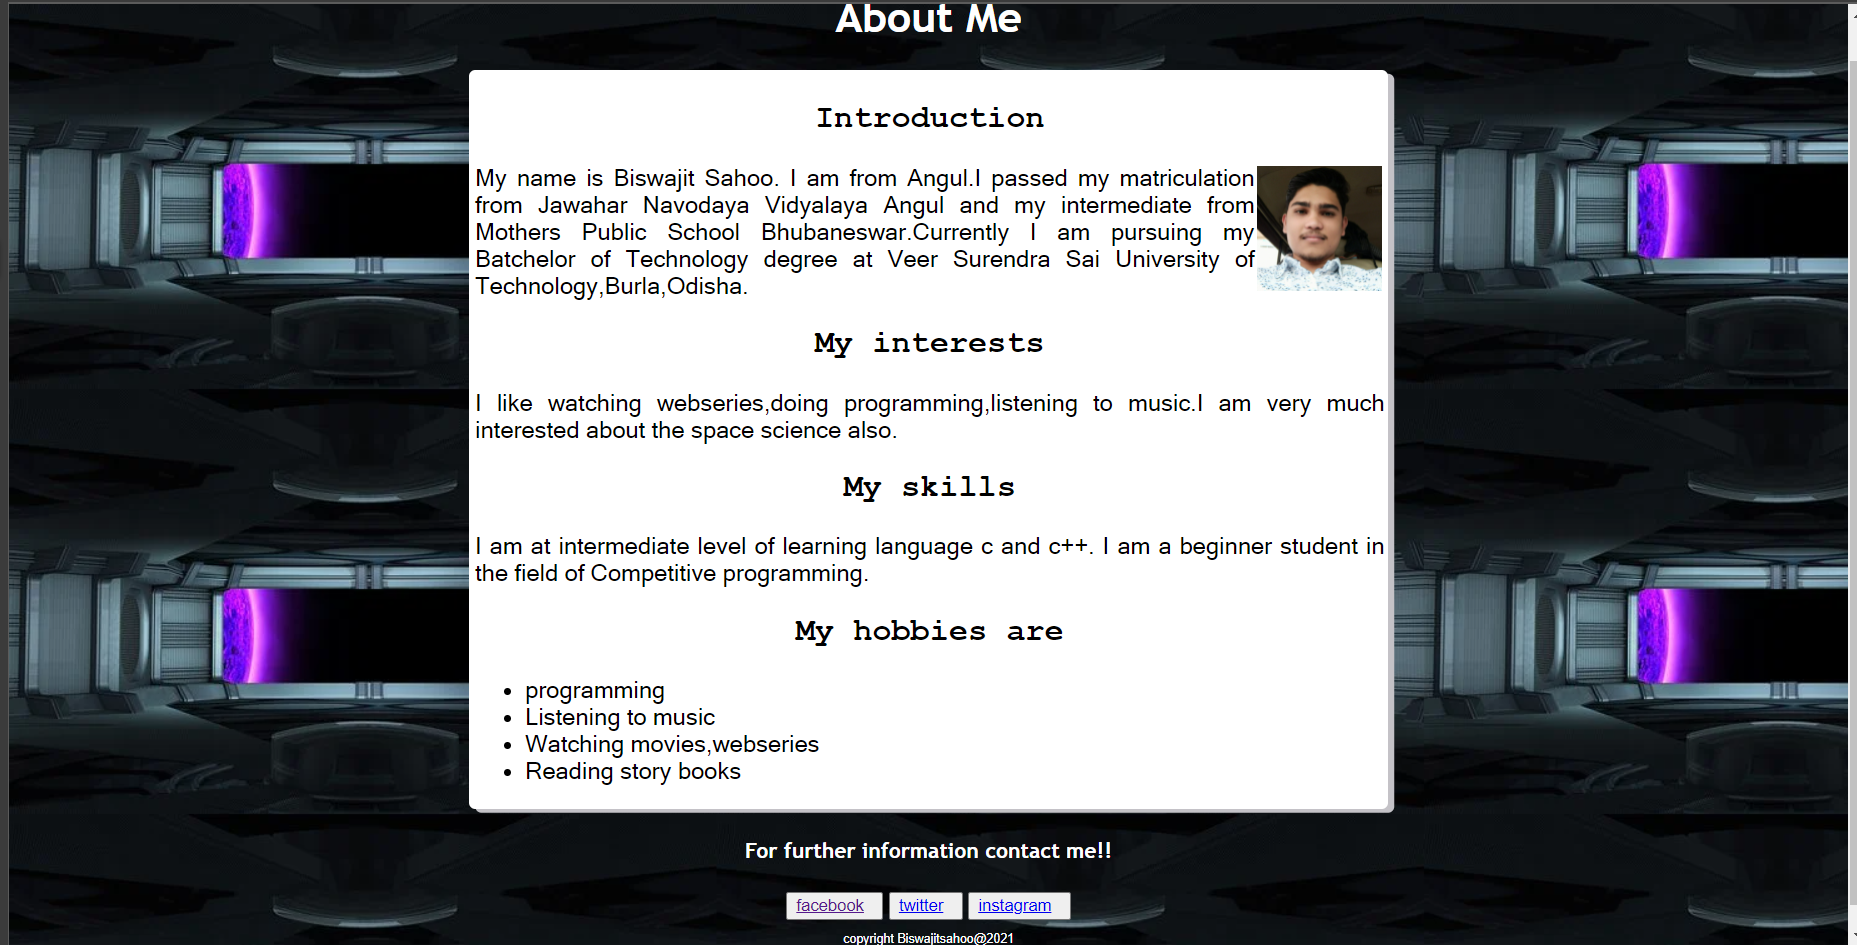 About Me
Introduction
My name is Biswajit Sahoo. I am from Angul.I passed my matriculation
from Jawahar Navodaya Vidyalaya Angul and my intermediate from
Mothers Public School Bhubaneswar.Currently I am pursuing my
Batchelor of Technology degree at Veer Surendra Sai University of
Technology,Burla,Odisha.
My interests
I like watching webseries,doing programming,listening to music.I am very much
interested about the space science also.
My skills
I am at intermediate level of learning language c and c++. I am a beginner student in
the field of Competitive programming.
My hobbies are
• programming
• Listening to music
• Watching movies,webseries
• Reading story books
For further information contact me!!
facebook twitter instagram
copyright Biswajitsahoo@2021